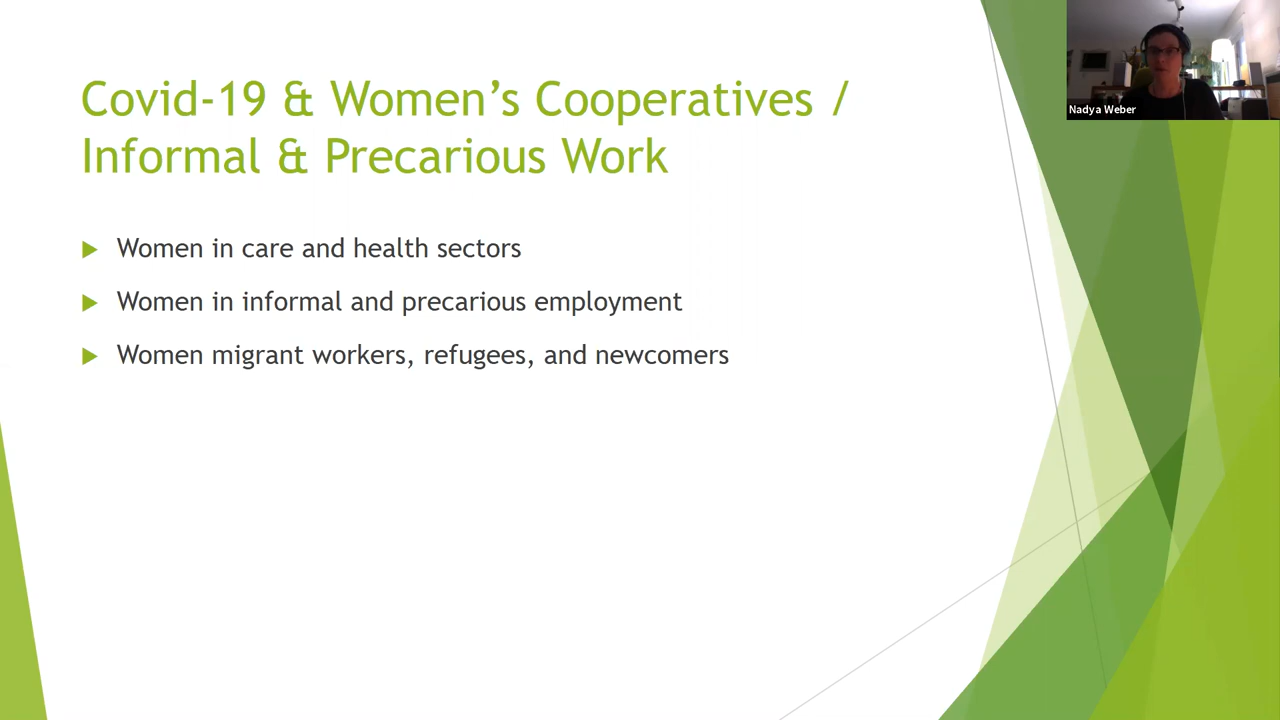 Covid-19 & Women’s Cooperatives /
Informal & Precarious Work
Women in care and health sectors
Women in informal and precarious employment
Women migrant workers, refugees, and newcomers
Nadya Weber